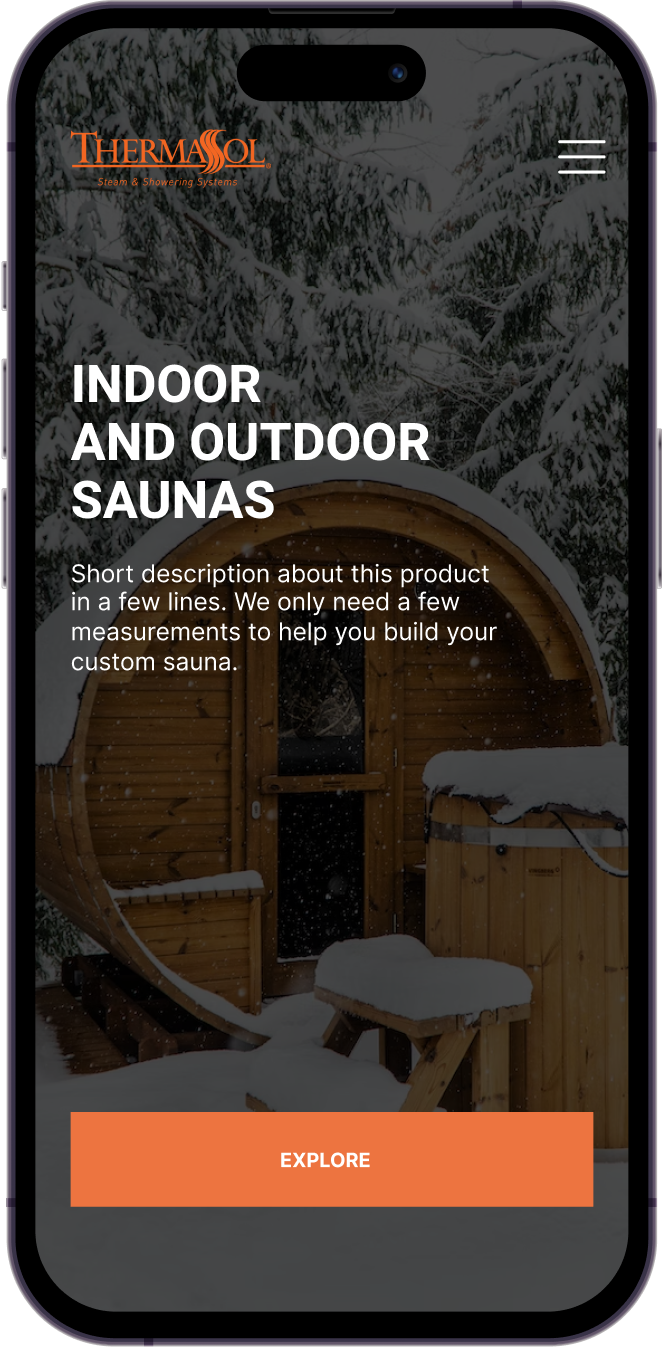 THERMASOL
Steam & Showering Systems
INDOOR
AND OUTDOOR
SAUNAS
Short description about this product
in a few lines. We only need a few
measurements to help you build your
custom sauna.
EXPLORE